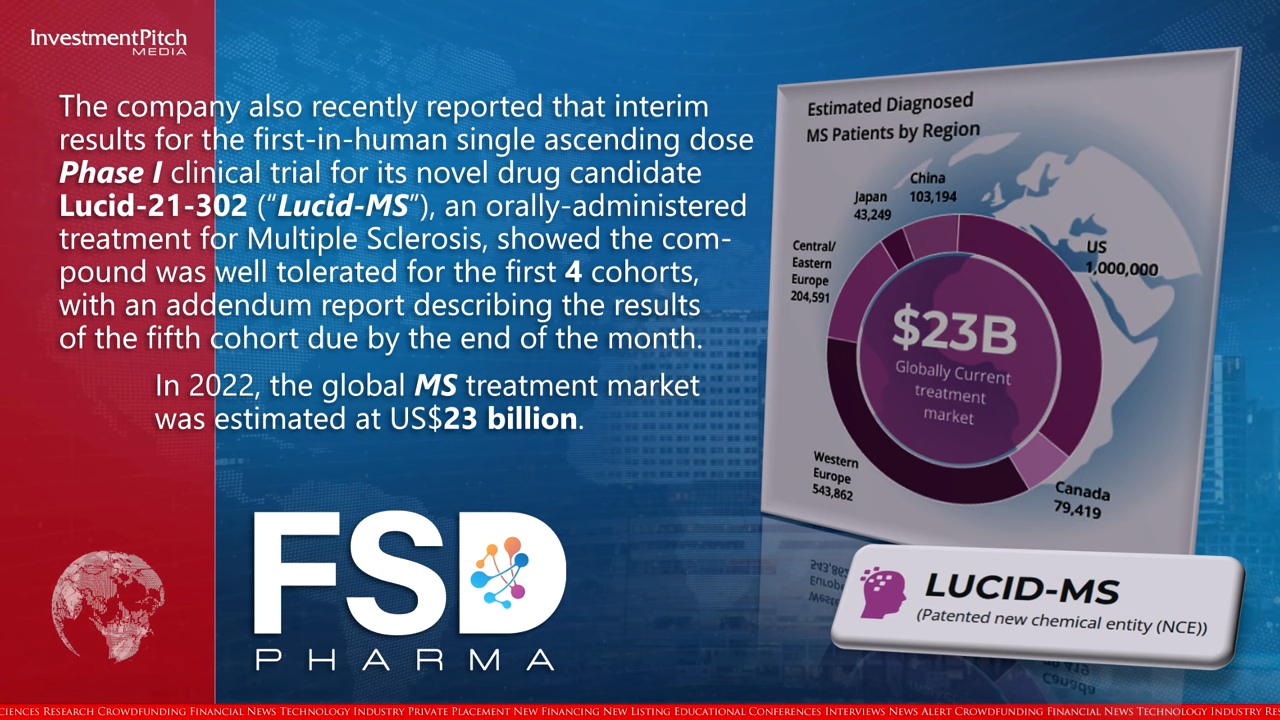 InvestmentPitch
MEDIA
The company also recently reported that interim
results for the first-in-human single ascending dose
Phase I clinical trial for its novel drug candidate
Lucid-21-302 (“Lucid-MS”), an orally-administered
treatment for Multiple Sclerosis, showed the com-
pound was well tolerated for the first 4 cohorts,
with an addendum report describing the results
of the fifth cohort due by the end of the month.
In 2022, the global MS treatment market
was estimated at US$23 billion.
FSD
PHARMA
Estimated Diagnosed
MS Patients by Region
China
103,194
Japan
43,249
US
1,000,000
Central/
Eastern
Europe
204,591
$23B
Globally Current
treatment
market
Western
Europe
543,862
Canada
79,419
LUCID-MS
(Patented new chemical entity (NCE))
CIENCES RESEARCH CROWDFUNDING FINANCIAL NEWS TECHNOLOGY INDUSTRY PRIVATE PLACEMENT NEW FINANCING NEW LISTING EDUCATIONAL CONFERENCES INTERVIEWS NEWS ALERT CROWDFUNDING FINANCIAL NEWS TECHNOLOGY INDUSTRY RES